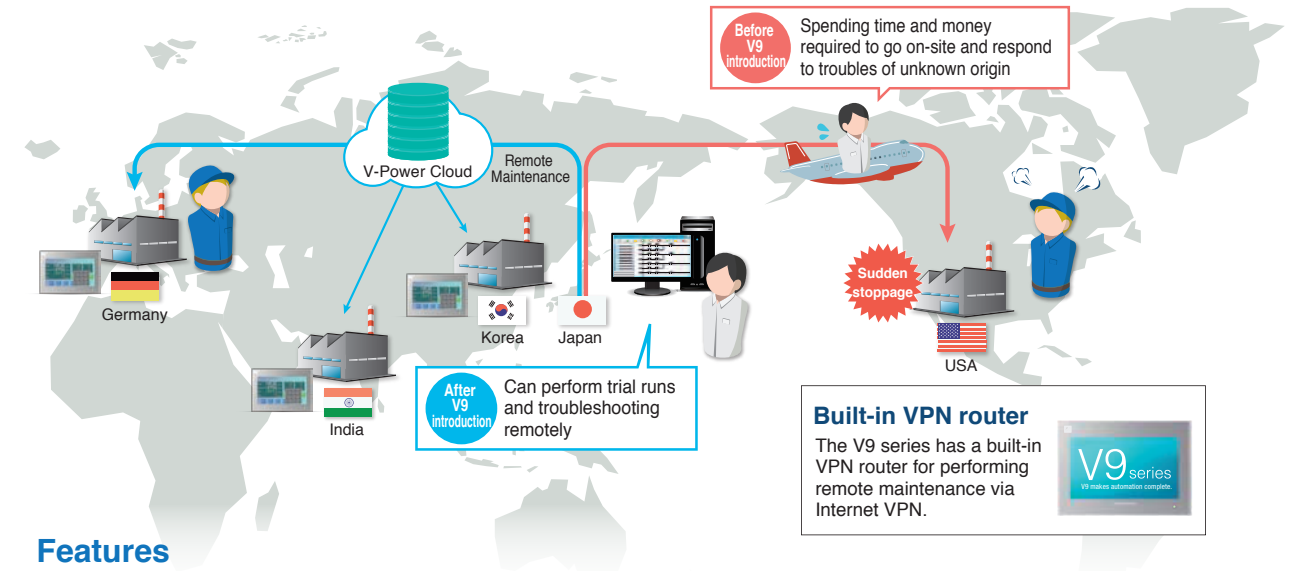 Before
V9
introduction
Spending time and money
required to go on-site and respond
to troubles of unknown origin
V-Power Cloud
Remote
Maintenance
Germany
India
Korea
Japan
Sudden
stoppage
USA
After
V9
introduction
Can perform trial runs
and troubleshooting
remotely
Built-in VPN router
The V9 series has a built-in
VPN router for performing
remote maintenance via
Internet VPN.
V9 series
V9 makes automation complete.
Features